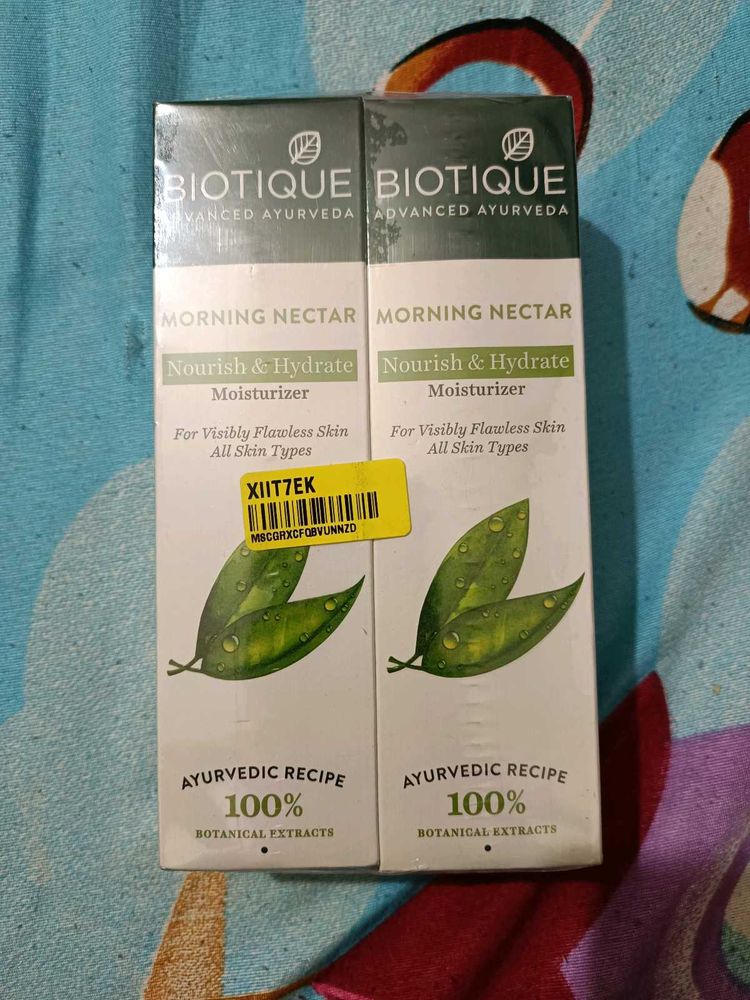 BIOTIQUE
ADVANCED AYURVEDA
MORNING NECTAR
Nourish & Hydrate
Moisturizer
For Visibly Flawless Skin
All Skin Types
XIIT7EK
MSCGRXCFQBVUNNZD
AYURVEDIC RECIPE
100%
BOTANICAL EXTRACTS
BIOTIQUE
ADVANCED AYURVEDA
MORNING NECTAR
Nourish & Hydrate
Moisturizer
For Visibly Flawless Skin
All Skin Types
AYURVEDIC RECIPE
100%
BOTANICAL EXTRACTS